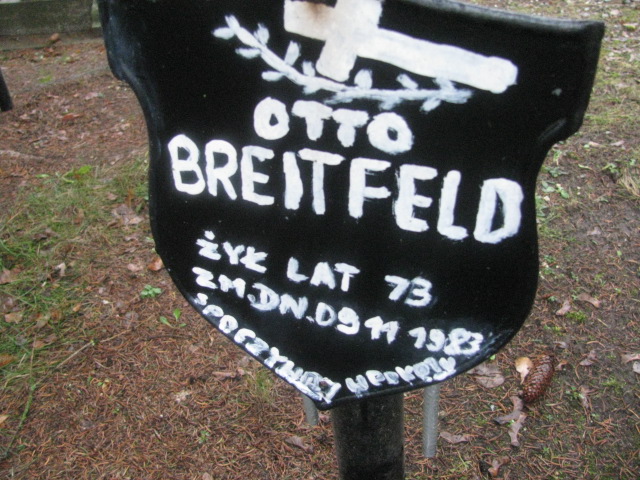 OTTO
BREITFELD
ŻYŁ LAT 73
ZM.DN.09 11 1983
SPOCZYWAJ W POKOJU